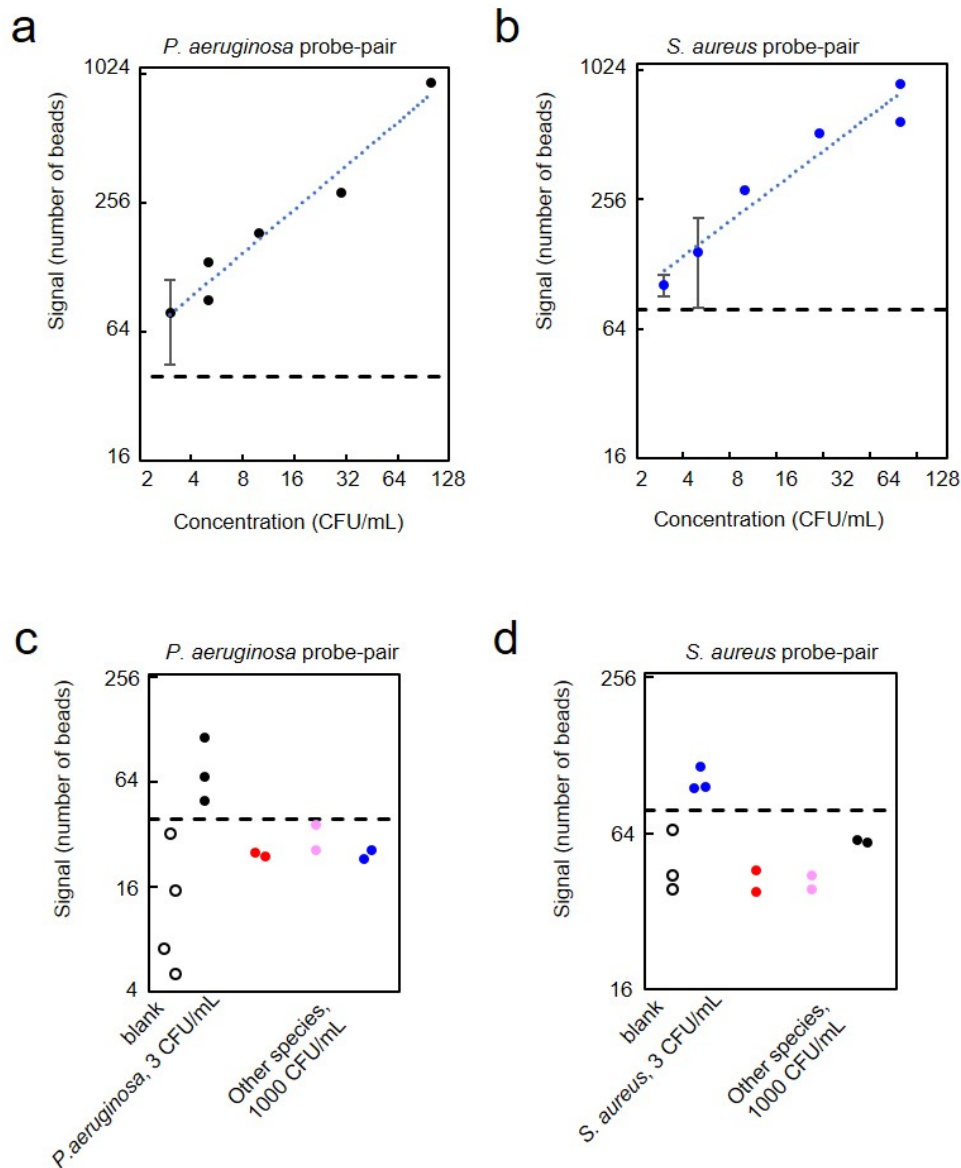 a
P. aeruginosa probe-pair
Signal (number of beads)
1024
256
64
16
2 4 8 16 32 64 128
Concentration (CFU/mL)
b
S. aureus probe-pair
Signal (number of beads)
1024
256
64
16
2 4 8 16 32 64 128
Concentration (CFU/mL)
c
P. aeruginosa probe-pair
Signal (number of beads)
256
64
16
4
blank
P.aeruginosa, 3 CFU/mL
Other species,
1000 CFU/mL
d
S. aureus probe-pair
Signal (number of beads)
256
64
16
blank
S. aureus, 3 CFU/mL
Other species,
1000 CFU/mL